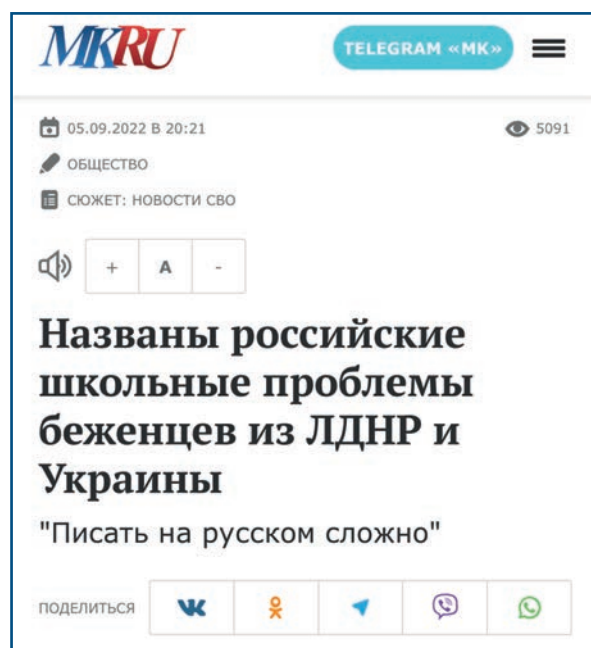 MKRU
TELEGRAM «МК»
05.09.2022 В 20:21
5091
ОБЩЕСТВО
СЮЖЕТ: НОВОСТИ СВО
+ А -
Названы российские
школьные проблемы
беженцев из ЛДНР и
Украины
"Писать на русском сложно"
ПОДЕЛИТЬСЯ